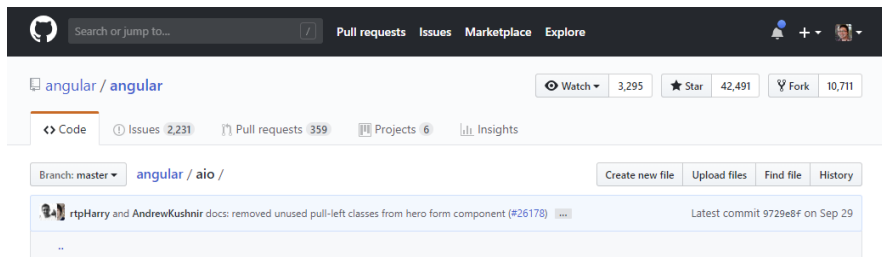 Search or jump to... / Pull requests Issues Marketplace Explore
angular / angular Watch 3,295 Star 42,491 Fork 10,711
<> Code Issues 2,231 Pull requests 359 Projects 6 Insights
Branch: master angular / aio / Create new file Upload files Find file History
rtpHarry and AndrewKushnir docs: removed unused pull-left classes from hero form component (#26178) ... Latest commit 9729e8f on Sep 29
..